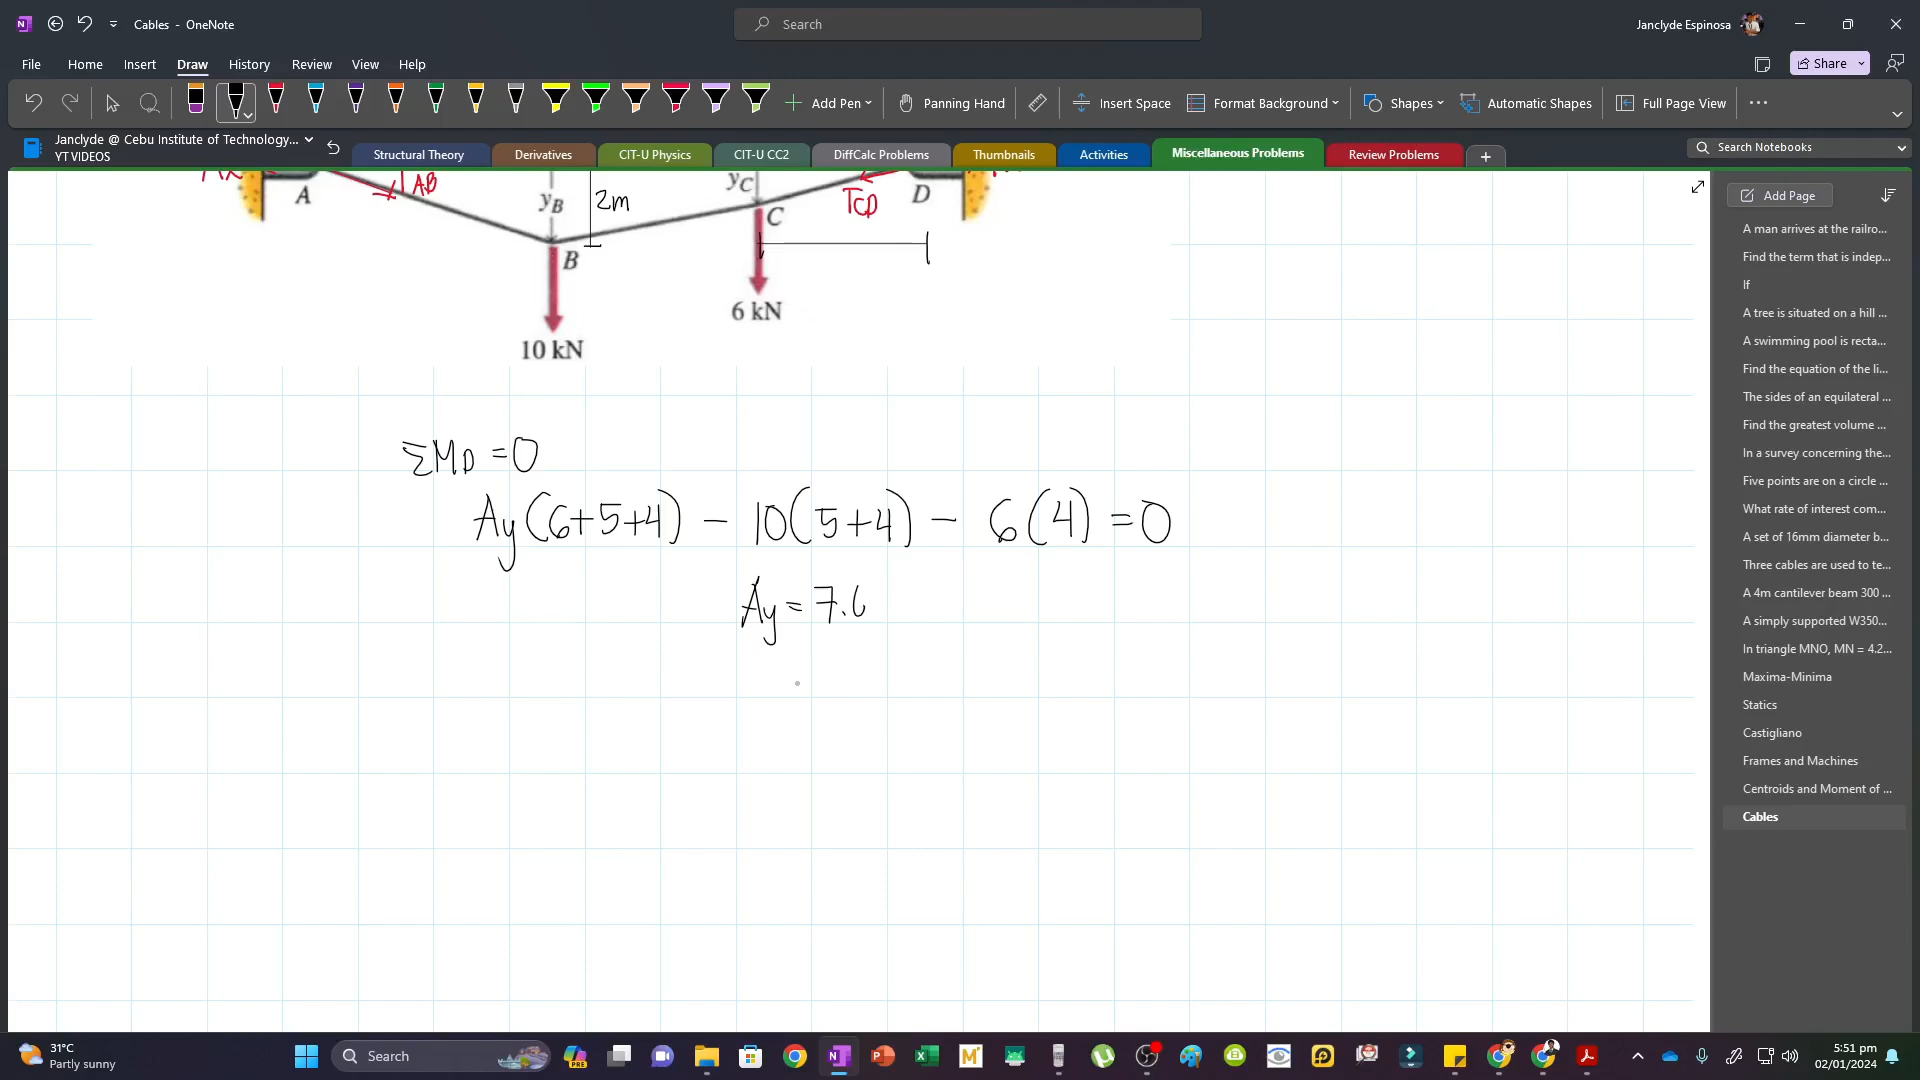 Cables - OneNote
Search
Janclyde Espinosa
File Home Insert Draw History Review View Help
Share
Add Pen
Panning Hand
Insert Space
Format Background
Shapes
Automatic Shapes
Full Page View
Janclyde @ Cebu Institute of Technology...
YT VIDEOS
Structural Theory
Derivatives
CIT-U Physics
CIT-U CC2
DiffCalc Problems
Thumbnails
Activities
Miscellaneous Problems
Review Problems
Search Notebooks
A
AB
yB
2m
yC
C
TCD
D
B
6 kN
10 kN
ΣMD = 0
Ay(6+5+4) - 10(5+4) - 6(4) = 0
Ay = 7.6
Add Page
A man arrives at the railro...
Find the term that is indep...
If
A tree is situated on a hill ...
A swimming pool is recta...
Find the equation of the li...
The sides of an equilateral ...
Find the greatest volume ...
In a survey concerning the...
Five points are on a circle ...
What rate of interest com...
A set of 16mm diameter b...
Three cables are used to te...
A 4m cantilever beam 300 ...
A simply supported W350...
In triangle MNO, MN = 4.2...
Maxima-Minima
Statics
Castigliano
Frames and Machines
Centroids and Moment of ...
Cables
31°C
Partly sunny
Search
PRE
5:51 pm
02/01/2024